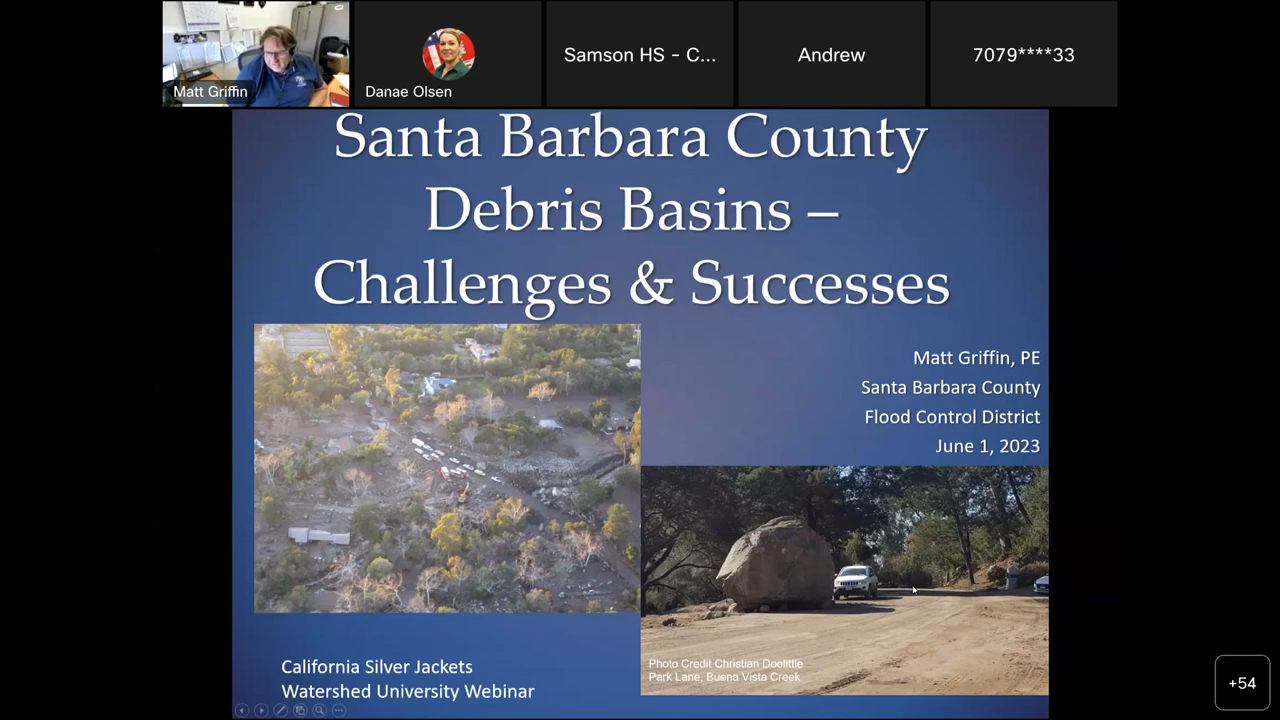 Samson HS - C...
Andrew
7079****33
Matt Griffin
Danae Olsen
Santa Barbara County
Debris Basins –
Challenges & Successes
Matt Griffin, PE
Santa Barbara County
Flood Control District
June 1, 2023
Photo Credit Christian Doolittle
Park Lane, Buena Vista Creek
California Silver Jackets
Watershed University Webinar
+54